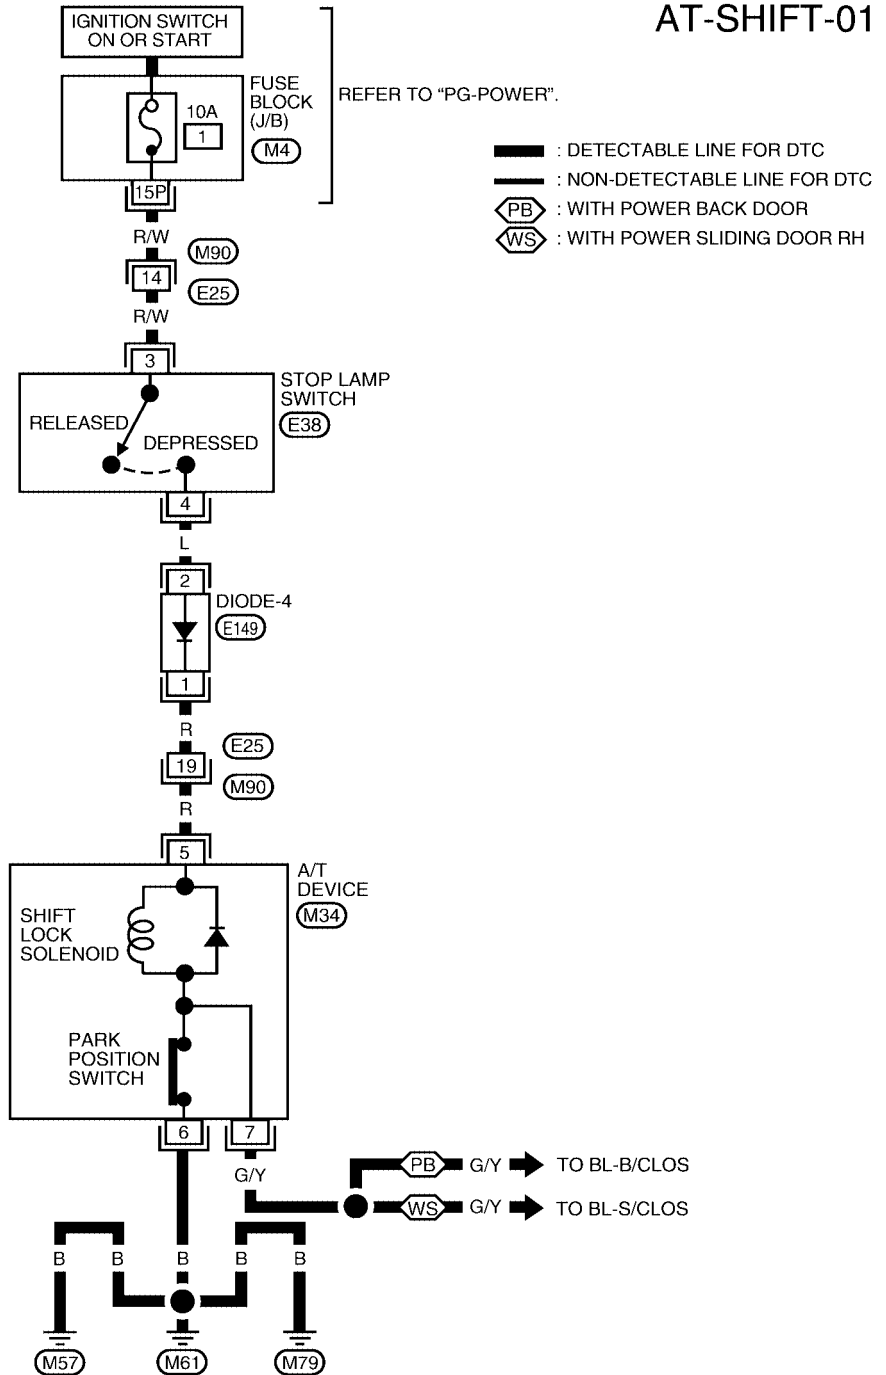 AT-SHIFT-01
IGNITION SWITCH
ON OR START
FUSE
BLOCK
(J/B)
M4
10A
1
REFER TO “PG-POWER”.
15P
: DETECTABLE LINE FOR DTC
: NON-DETECTABLE LINE FOR DTC
PB : WITH POWER BACK DOOR
WS : WITH POWER SLIDING DOOR RH
R/W
M90
14
E25
R/W
3
STOP LAMP
SWITCH
E38
RELEASED
DEPRESSED
4
L
2
DIODE-4
E149
1
R
E25
19
M90
R
5
A/T
DEVICE
M34
SHIFT
LOCK
SOLENOID
PARK
POSITION
SWITCH
6 7
G/Y
PB G/Y TO BL-B/CLOS
WS G/Y TO BL-S/CLOS
B B B B B
M57 M61 M79